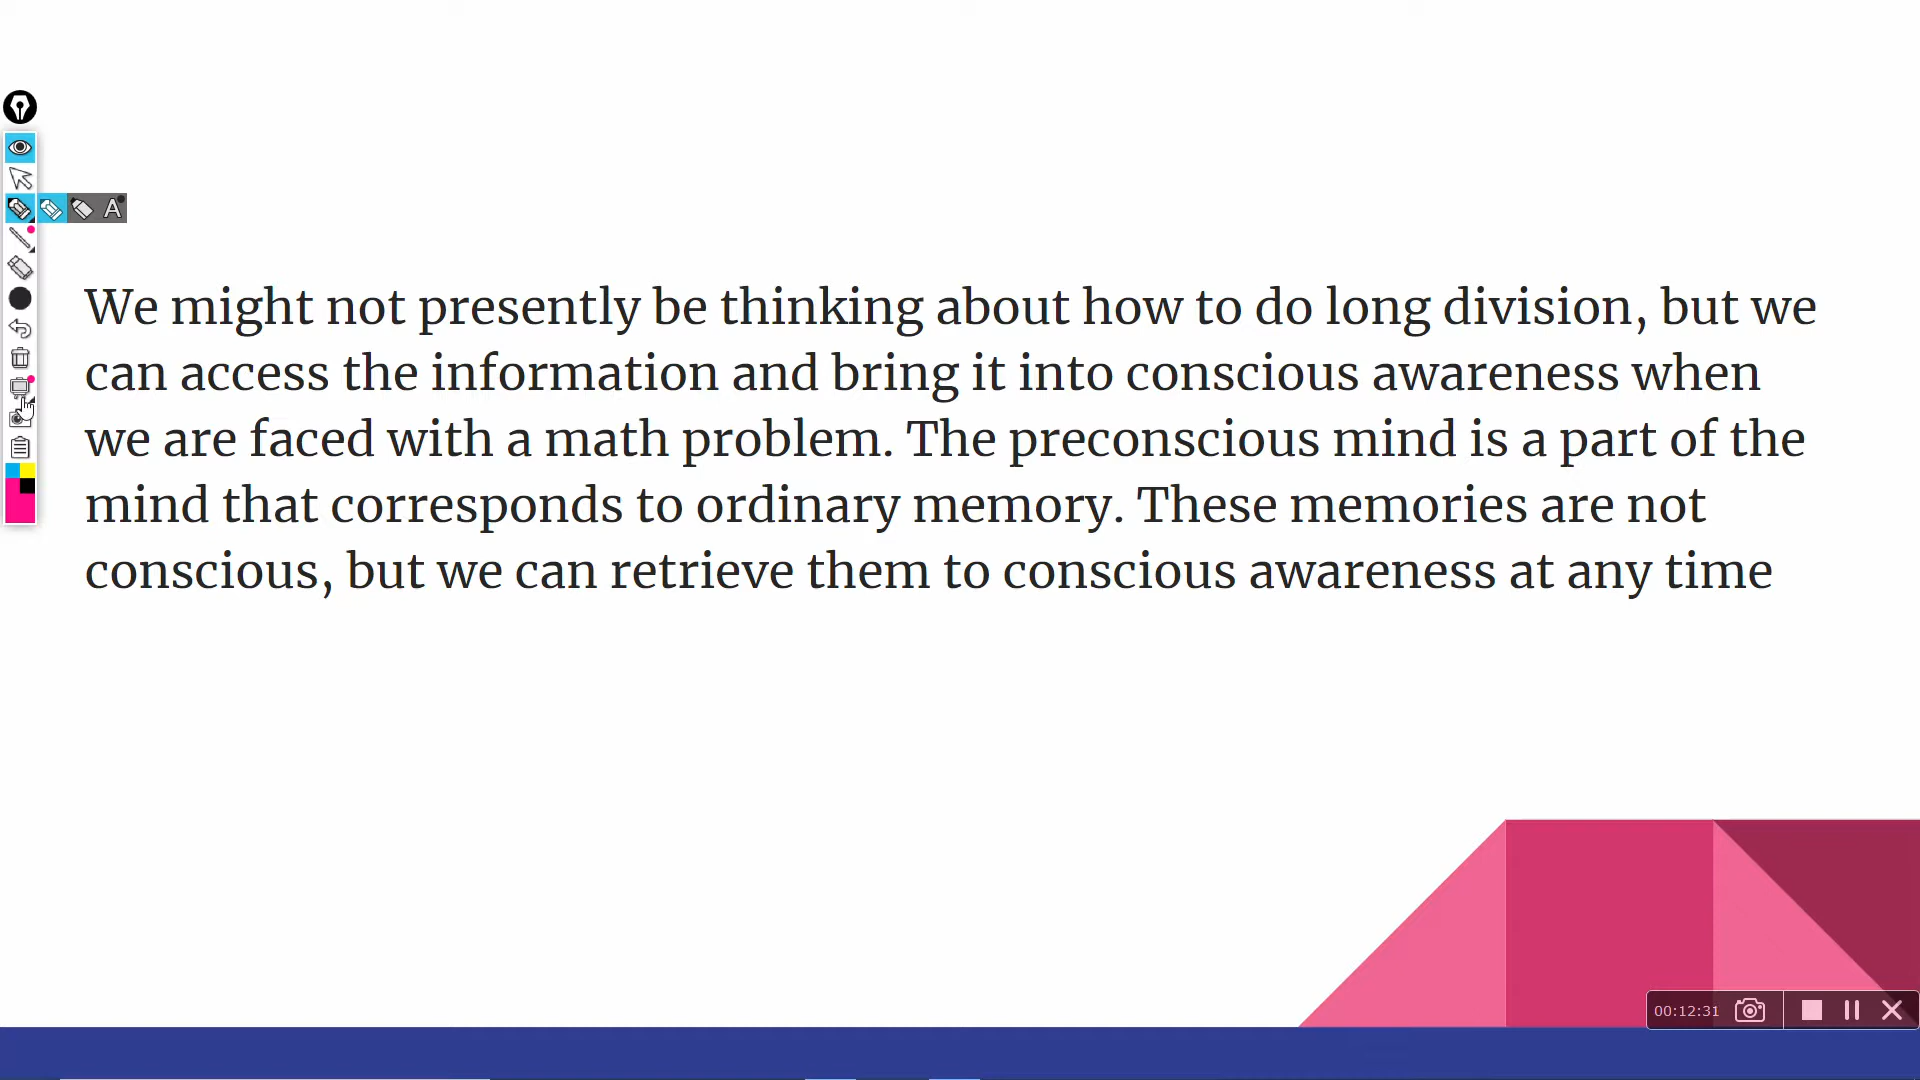 A
We might not presently be thinking about how to do long division, but we
can access the information and bring it into conscious awareness when
we are faced with a math problem. The preconscious mind is a part of the
mind that corresponds to ordinary memory. These memories are not
conscious, but we can retrieve them to conscious awareness at any time
00:12:31